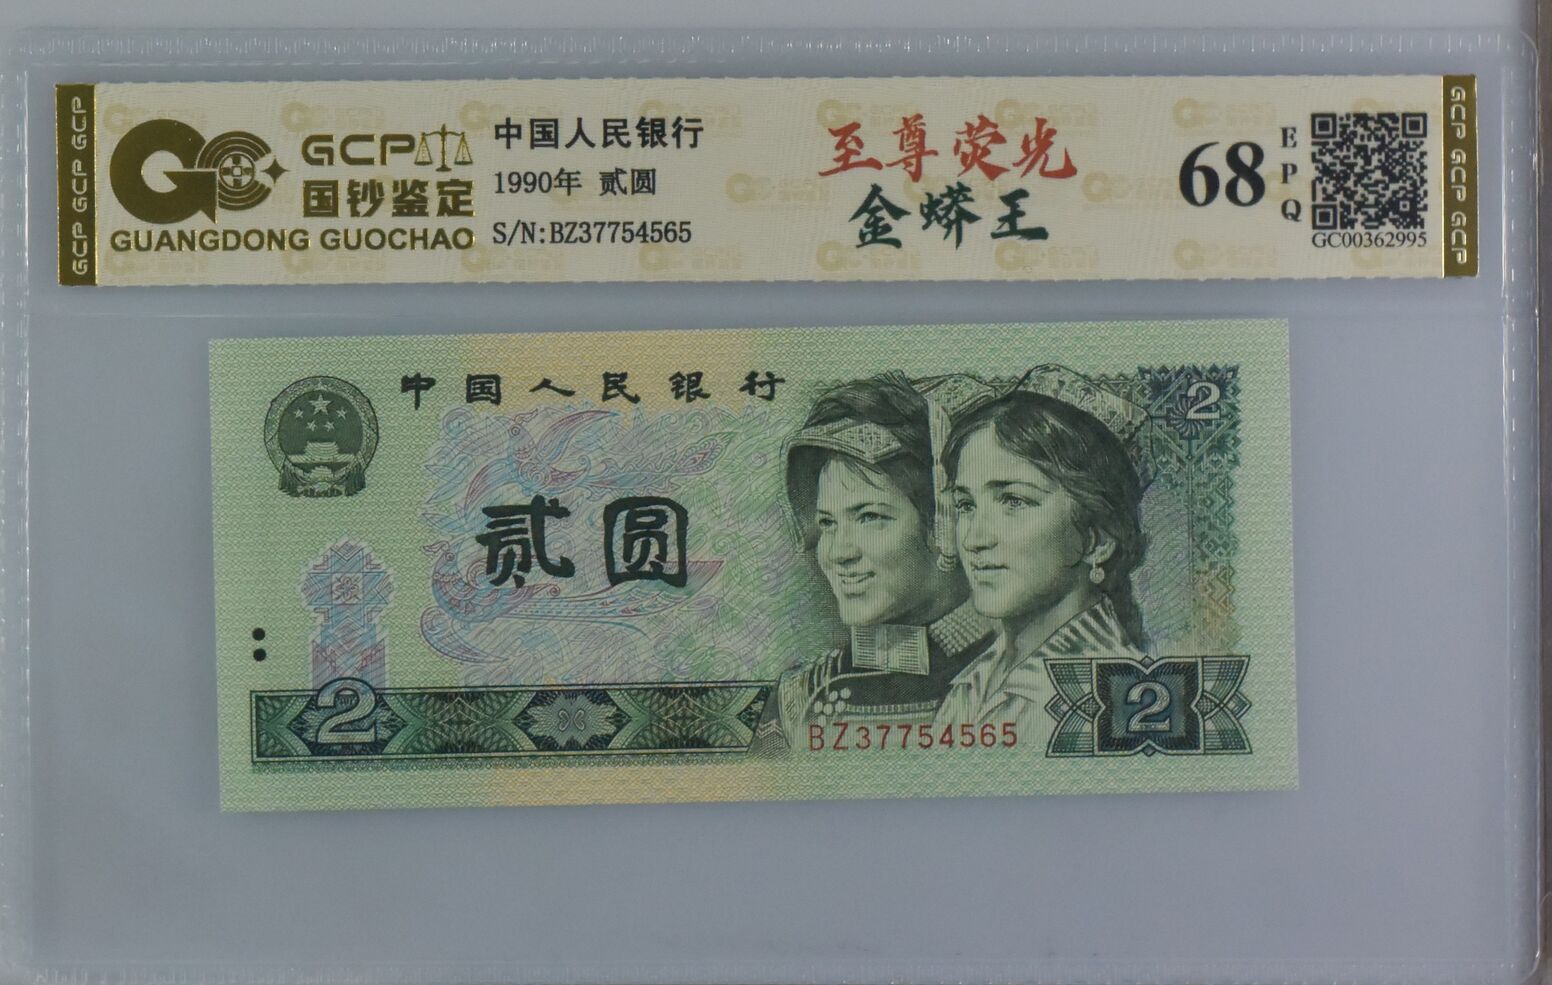 GCP GCP GCP
GCP
国钞鉴定
GUANGDONG GUOCHAO
中国人民银行
1990年 贰圆
S/N:BZ37754565
至尊荧光
金蟒王
68
EPQ
GC00362995
GCP GCP GCP
中国人民银行
2
贰圆
2
BZ37754565
2